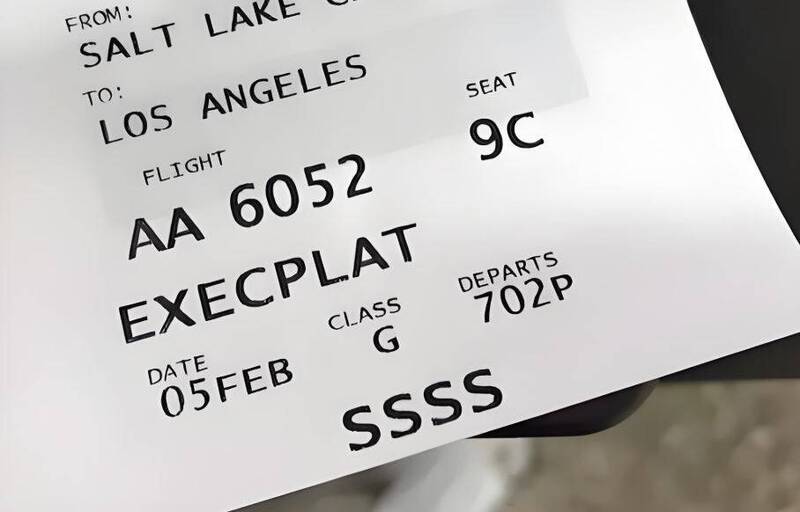 FROM:
SALT LAKE
TO:
LOS ANGELES
SEAT
9C
FLIGHT
AA 6052
EXECPLAT
DATE
05FEB
CLASS
G
DEPARTS
702P
SSSS